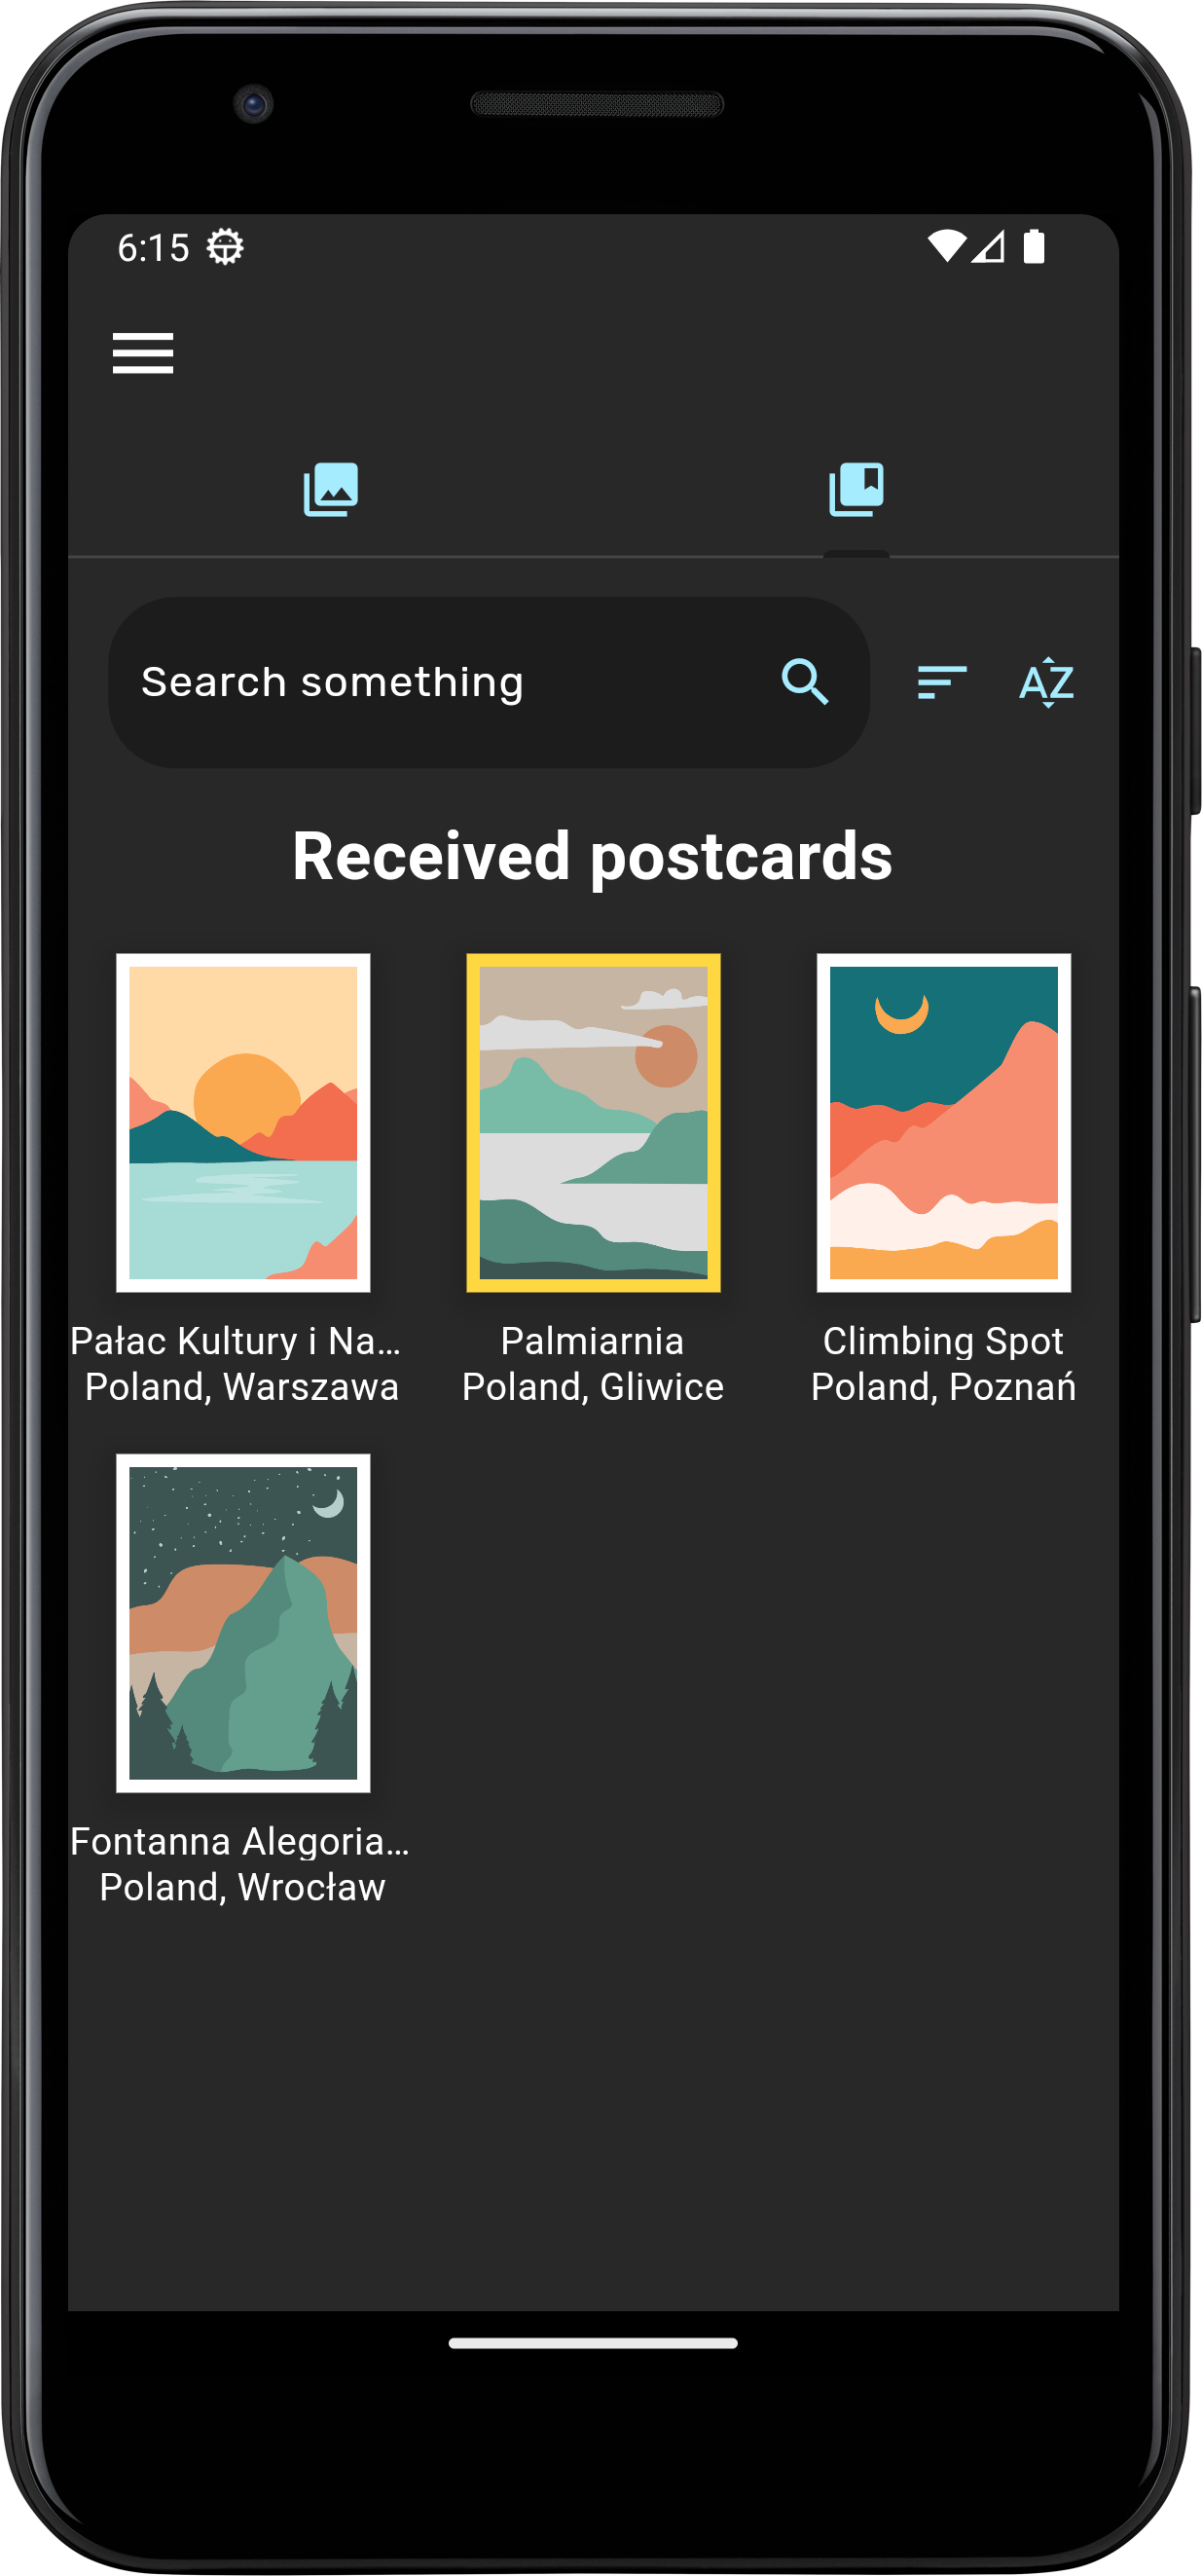 6:15
Search something
AZ
Received postcards
Pałac Kultury i Na...
Poland, Warszawa
Palmiarnia
Poland, Gliwice
Climbing Spot
Poland, Poznań
Fontanna Alegoria...
Poland, Wrocław